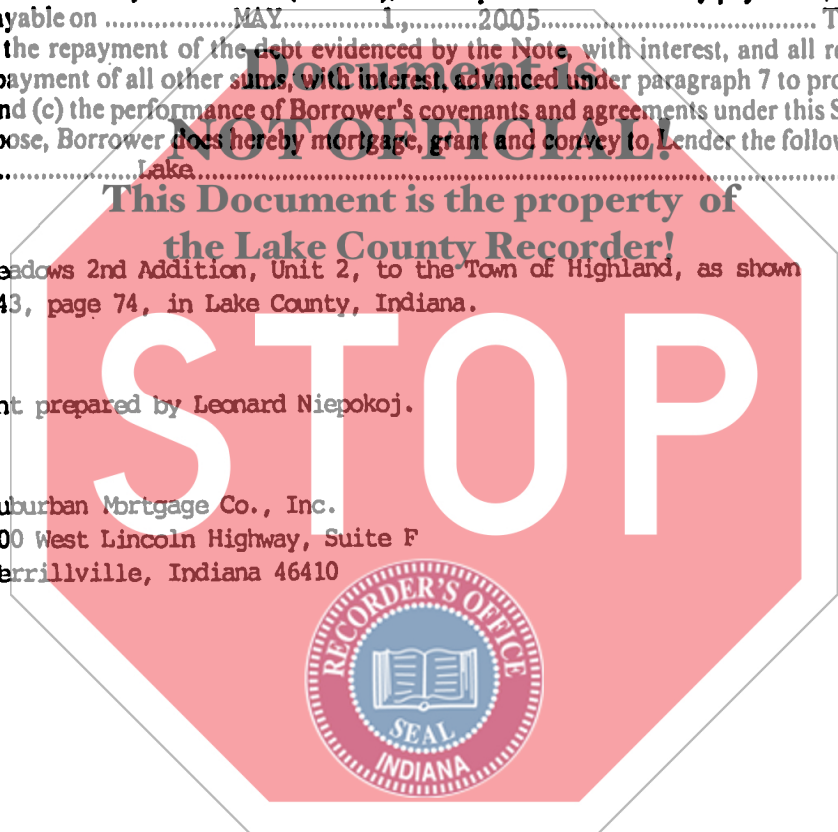 yable on ..................MAY..............1,........2005......................................
the repayment of the debt evidenced by the Note, with interest, and all
payment of all other sums, with interest, advanced under paragraph 7 to
Document is
nd (c) the performance of Borrower's covenants and agreements under this
NOT OFFICIAL!
Borrower does hereby mortgage, grant and convey to Lender the
Lake
This Document is the property of
the Lake County Recorder!
eadows 2nd Addition, Unit 2, to the Town of Highland, as shown
43, page 74, in Lake County, Indiana.
STOP
nt prepared by Leonard Niepokoj.
uburban Mortgage Co., Inc.
00 West Lincoln Highway, Suite F
errillville, Indiana 46410
RECORDER'S OFFICE
SEAL
INDIANA